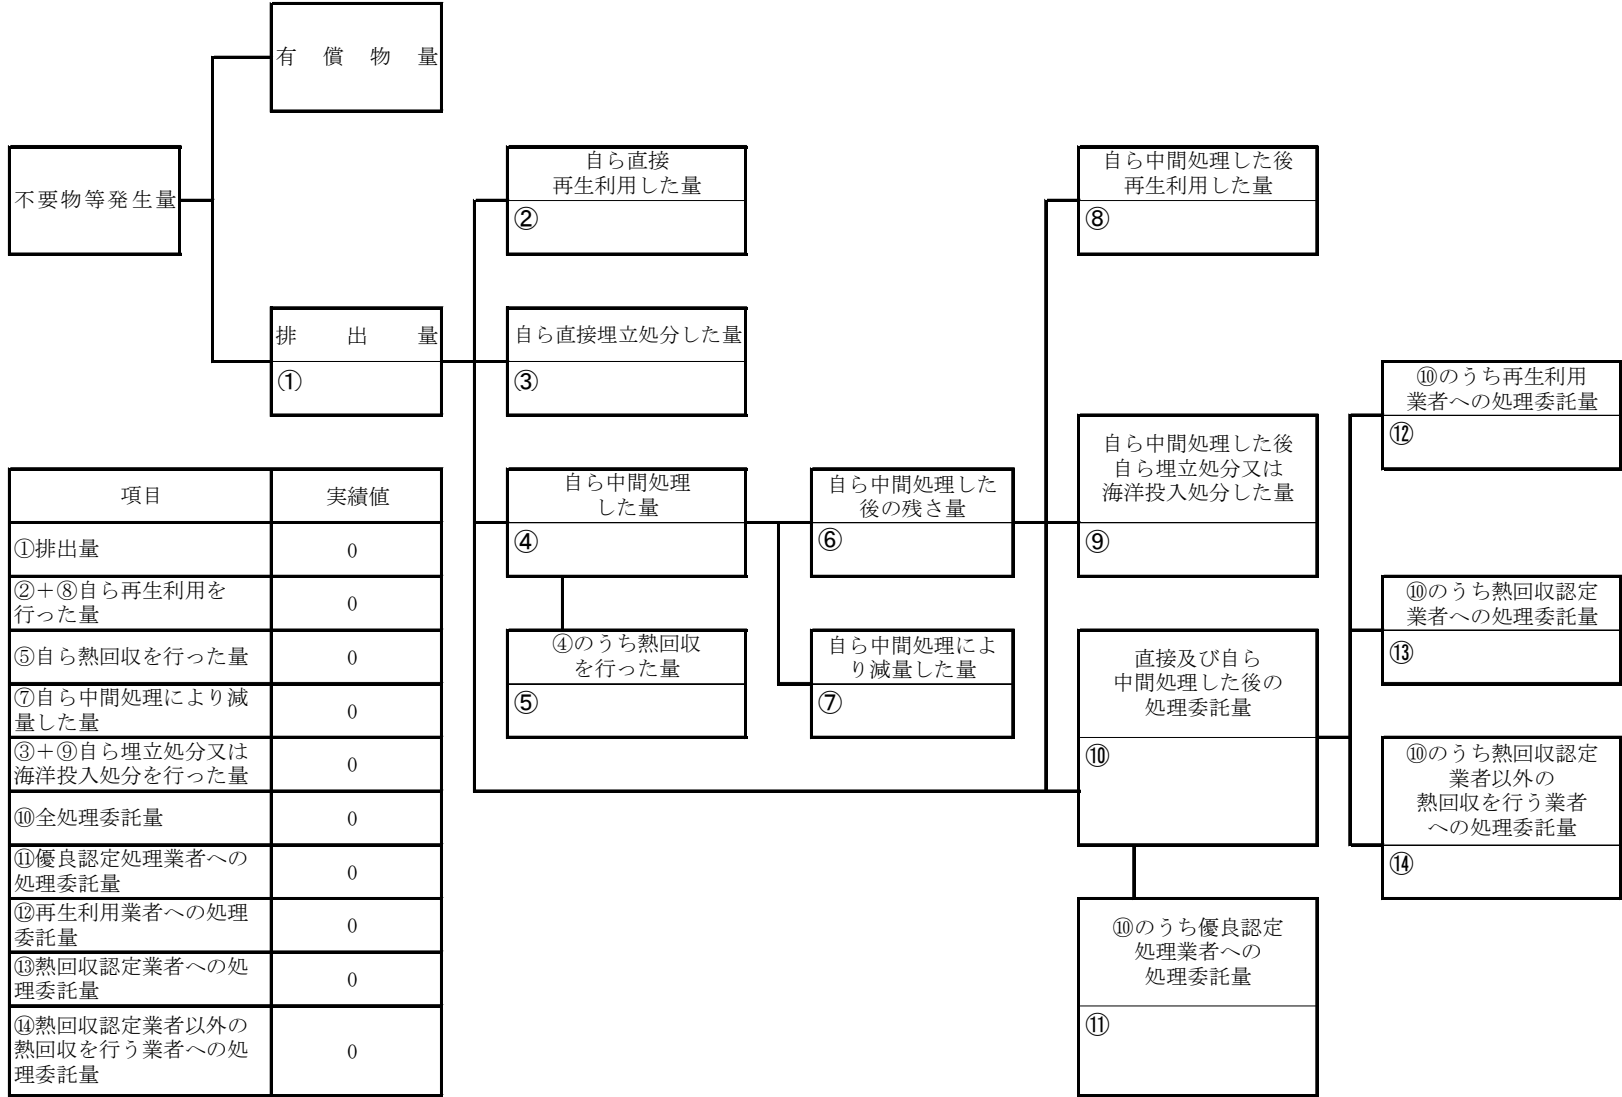 有償物量
不要物等発生量
排出量
①
自ら直接
再生利用した量
②
自ら直接埋立処分した量
③
自ら中間処理
した量
④
④のうち熱回収
を行った量
⑤
自ら中間処理した
後の残さ量
⑥
自ら中間処理によ
り減量した量
⑦
自ら中間処理した後
再生利用した量
⑧
自ら中間処理した後
自ら埋立処分又は
海洋投入処分した量
⑨
直接及び自ら
中間処理した後の
処理委託量
⑩
⑩のうち優良認定
処理業者への
処理委託量
⑪
⑩のうち再生利用
業者への処理委託量
⑫
⑩のうち熱回収認定
業者への処理委託量
⑬
⑩のうち熱回収認定
業者以外の
熱回収を行う業者
への処理委託量
⑭
項目 実績値
①排出量 0
②＋⑧自ら再生利用を
行った量 0
⑤自ら熱回収を行った量 0
⑦自ら中間処理により減
量した量 0
③＋⑨自ら埋立処分又は
海洋投入処分を行った量 0
⑩全処理委託量 0
⑪優良認定処理業者への
処理委託量 0
⑫再生利用業者への処理
委託量 0
⑬熱回収認定業者への処
理委託量 0
⑭熱回収認定業者以外の
熱回収を行う業者への処 0
理委託量